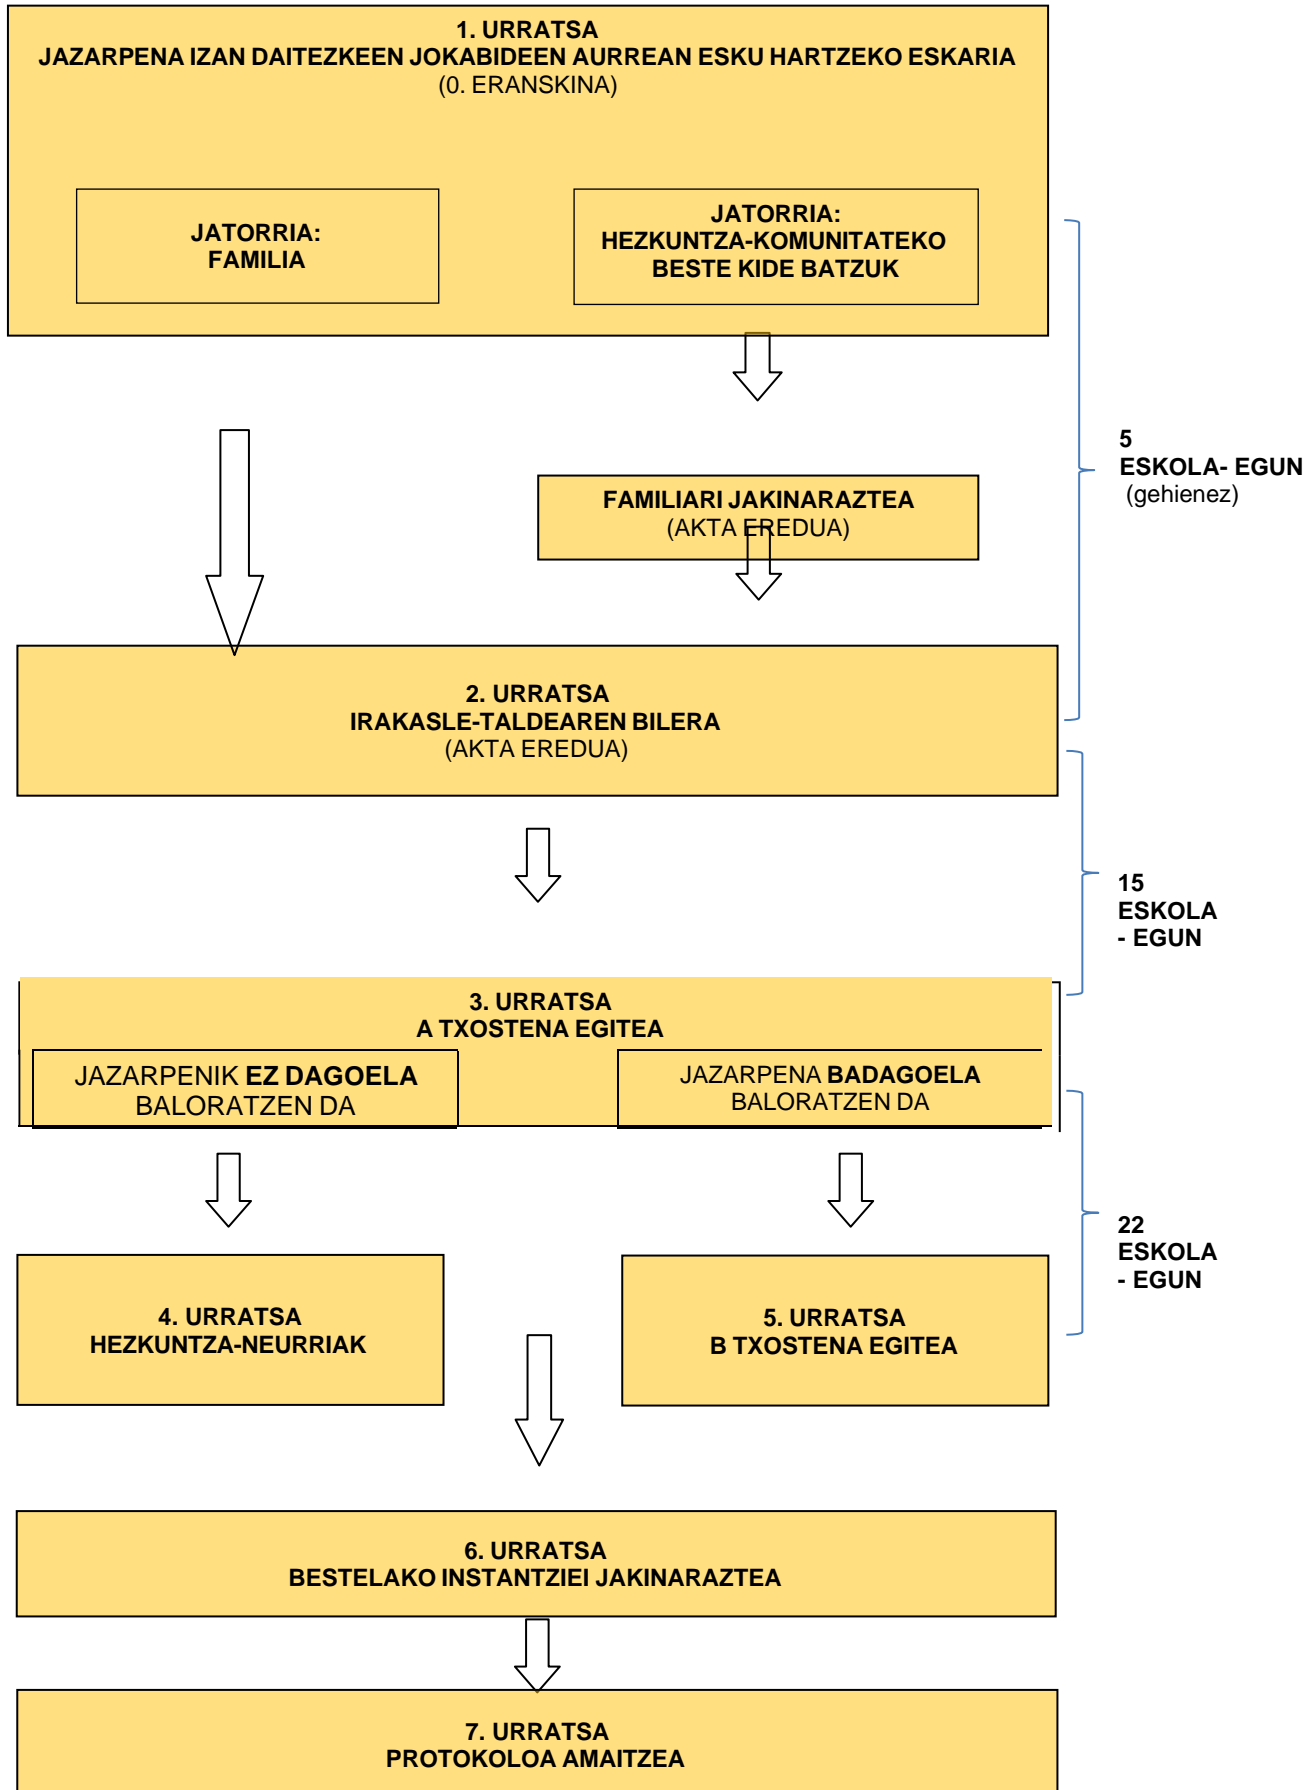 1. URRATSA
JAZARPENA IZAN DAITEZKEEN JOKABIDEEN AURREAN ESKU HARTZEKO ESKARIA
(0. ERANSKINA)
JATORRIA:
FAMILIA
JATORRIA:
HEZKUNTZA-KOMUNITATEKO
BESTE KIDE BATZUK
5
ESKOLA- EGUN
(gehienez)
FAMILIARI JAKINARAZTEA
(AKTA EREDUA)
2. URRATSA
IRAKASLE-TALDEAREN BILERA
(AKTA EREDUA)
15
ESKOLA
- EGUN
3. URRATSA
A TXOSTENA EGITEA
JAZARPENIK EZ DAGOELA
BALORATZEN DA
JAZARPENA BADAGOELA
BALORATZEN DA
22
ESKOLA
- EGUN
4. URRATSA
HEZKUNTZA-NEURRIAK
5. URRATSA
B TXOSTENA EGITEA
6. URRATSA
BESTELAKO INSTANTZIEI JAKINARAZTEA
7. URRATSA
PROTOKOLOA AMAITZEA